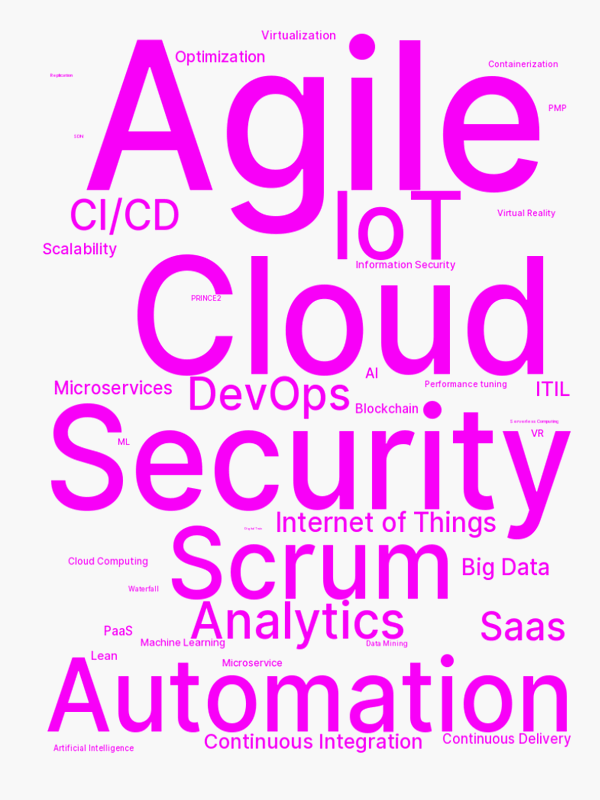 Virtualization
Optimization
Containerization
Replication
Agile
PMP
SDN
CI/CD
IoT
Virtual Reality
Scalability
Information Security
Cloud
PRINCE2
AI
Microservices
DevOps
Performance tuning
ITIL
Blockchain
Security
Serverless Computing
VR
ML
Internet of Things
Digital Twin
Scrum
Cloud Computing
Big Data
Waterfall
Analytics
Saas
PaaS
Machine Learning
Data Mining
Lean
Microservice
Automation
Continuous Integration
Continuous Delivery
Artificial Intelligence